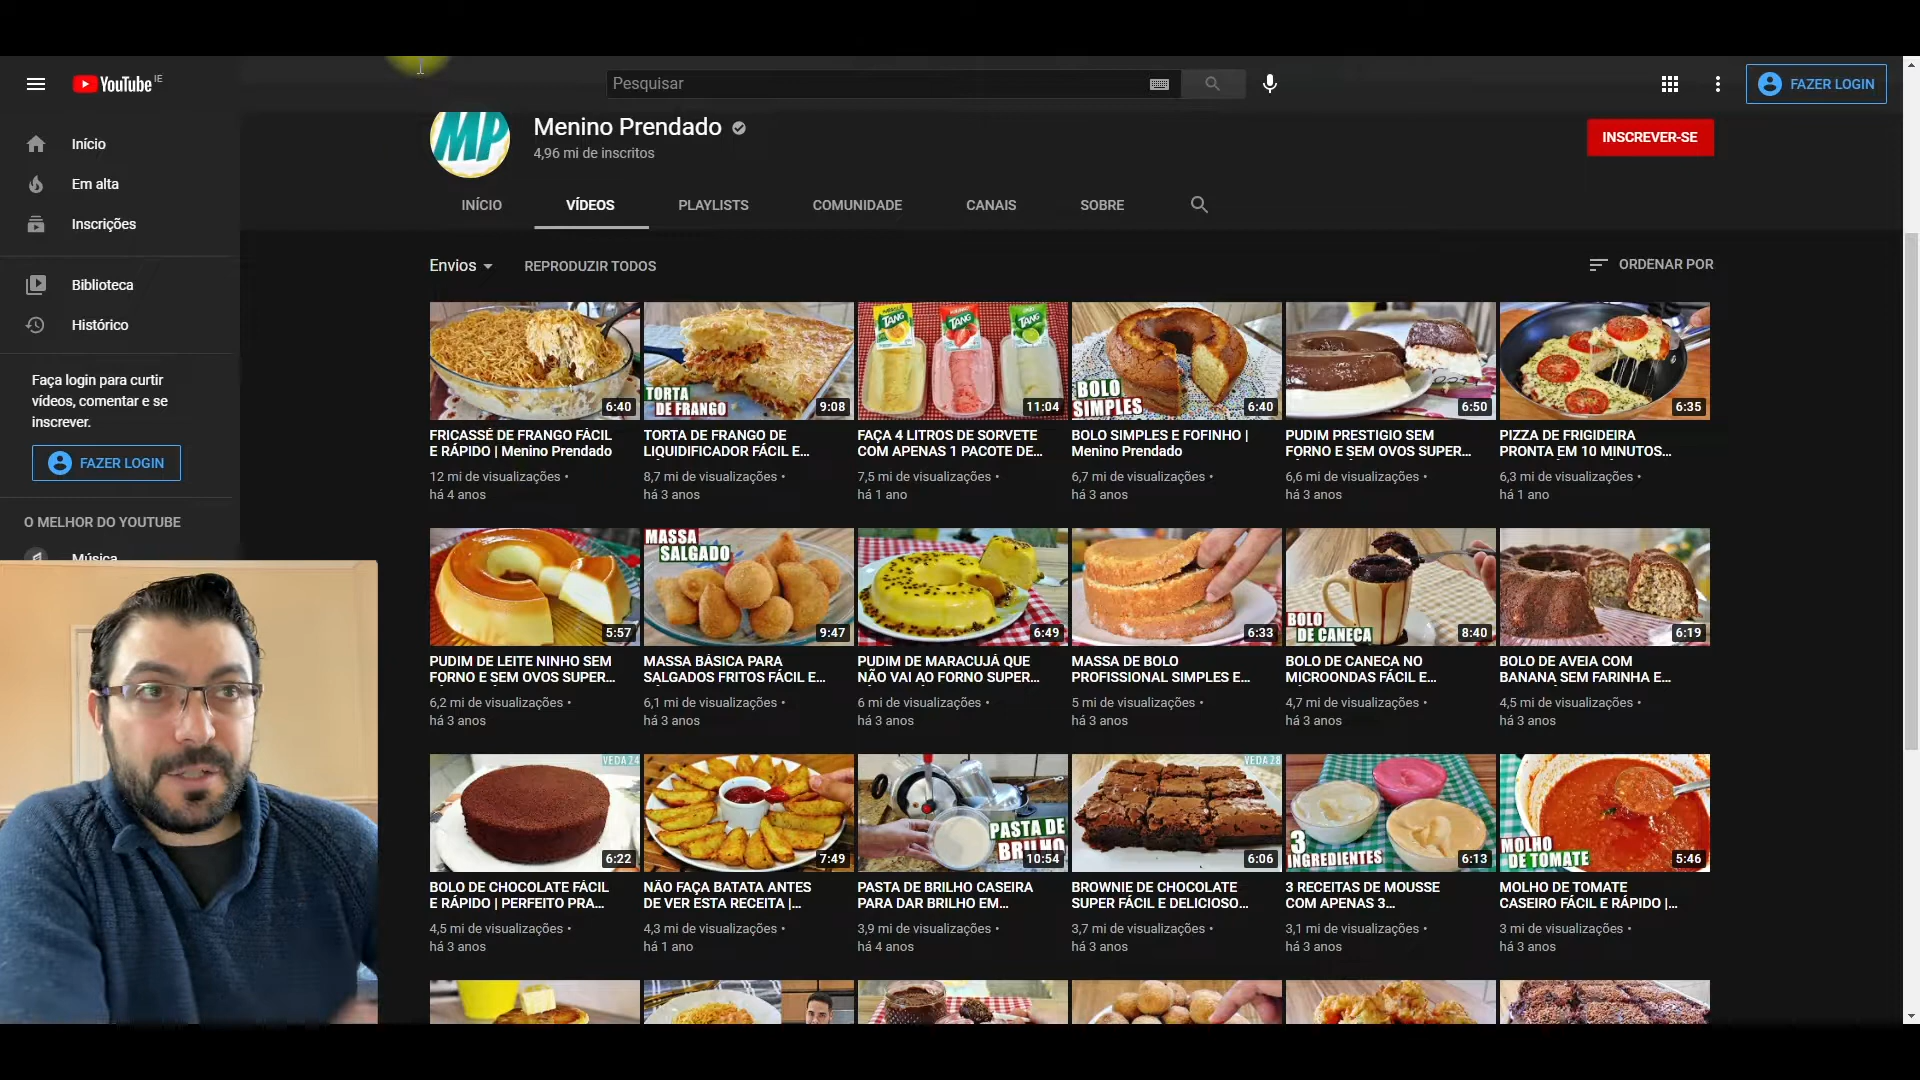 YouTube IE
Pesquisar
FAZER LOGIN
Início
Em alta
Inscrições
Biblioteca
Histórico
Faça login para curtir
vídeos, comentar e se
inscrever.
FAZER LOGIN
O MELHOR DO YOUTUBE
Música
MP
Menino Prendado
4,96 mi de inscritos
INSCREVER-SE
INÍCIO VÍDEOS PLAYLISTS COMUNIDADE CANAIS SOBRE
Envios REPRODUZIR TODOS ORDENAR POR
6:40
FRICASSÉ DE FRANGO FÁCIL
E RÁPIDO | Menino Prendado
12 mi de visualizações •
há 4 anos
TORTA
DE FRANGO
9:08
TORTA DE FRANGO DE
LIQUIDIFICADOR FÁCIL E...
8,7 mi de visualizações •
há 3 anos
TANG
TANG
TANG
11:04
FAÇA 4 LITROS DE SORVETE
COM APENAS 1 PACOTE DE...
7,5 mi de visualizações •
há 1 ano
BOLO
SIMPLES
6:40
BOLO SIMPLES E FOFINHO |
Menino Prendado
6,7 mi de visualizações •
há 3 anos
6:50
PUDIM PRESTIGIO SEM
FORNO E SEM OVOS SUPER...
6,6 mi de visualizações •
há 3 anos
6:35
PIZZA DE FRIGIDEIRA
PRONTA EM 10 MINUTOS...
6,3 mi de visualizações •
há 1 ano
5:57
PUDIM DE LEITE NINHO SEM
FORNO E SEM OVOS SUPER...
6,2 mi de visualizações •
há 3 anos
MASSA
SALGADO
9:47
MASSA BÁSICA PARA
SALGADOS FRITOS FÁCIL E...
6,1 mi de visualizações •
há 3 anos
6:49
PUDIM DE MARACUJÁ QUE
NÃO VAI AO FORNO SUPER...
6 mi de visualizações •
há 3 anos
6:33
MASSA DE BOLO
PROFISSIONAL SIMPLES E...
5 mi de visualizações •
há 3 anos
BOLO
DE CANECA
8:40
BOLO DE CANECA NO
MICROONDAS FÁCIL E...
4,7 mi de visualizações •
há 3 anos
6:19
BOLO DE AVEIA COM
BANANA SEM FARINHA E...
4,5 mi de visualizações •
há 3 anos
VEDA 24
6:22
BOLO DE CHOCOLATE FÁCIL
E RÁPIDO | PERFEITO PRA...
4,5 mi de visualizações •
há 3 anos
7:49
NÃO FAÇA BATATA ANTES
DE VER ESTA RECEITA |...
4,3 mi de visualizações •
há 1 ano
PASTA DE
BRILHO
10:54
PASTA DE BRILHO CASEIRA
PARA DAR BRILHO EM...
3,9 mi de visualizações •
há 4 anos
VEDA 28
6:06
BROWNIE DE CHOCOLATE
SUPER FÁCIL E DELICIOSO...
3,7 mi de visualizações •
há 3 anos
3
INGREDIENTES
6:13
3 RECEITAS DE MOUSSE
COM APENAS 3...
3,1 mi de visualizações •
há 3 anos
MOLHO
DE TOMATE
5:46
MOLHO DE TOMATE
CASEIRO FÁCIL E RÁPIDO |...
3 mi de visualizações •
há 3 anos